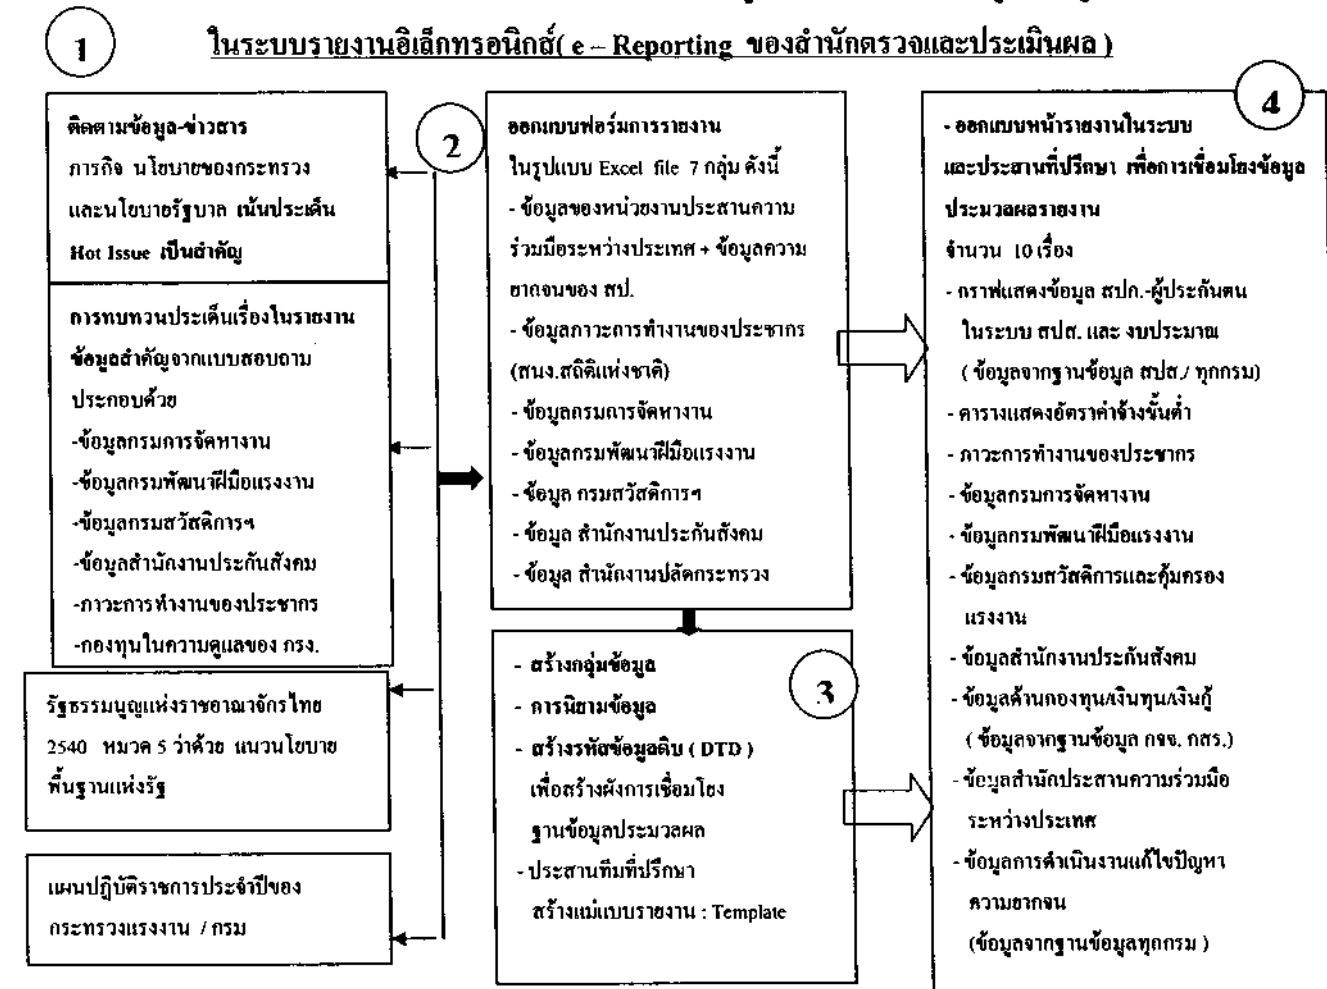 ในระบบรายงานอิเล็กทรอนิกส์( e – Reporting ของสำนักตรวจและประเมินผล )
1
ติดตามข้อมูล-ข่าวสาร
ภารกิจ นโยบายของกระทรวง
และนโยบายรัฐบาล เน้นประเด็น
Hot Issue เป็นสำคัญ
การทบทวนประเด็นเรื่องในรายงาน
ข้อมูลสำคัญจากแบบสอบถาม
ประกอบด้วย
-ข้อมูลกรมการจัดหางาน
-ข้อมูลกรมพัฒนาฝีมือแรงงาน
-ข้อมูลกรมสวัสดิการฯ
-ข้อมูลสำนักงานประกันสังคม
-ภาวะการทำงานของประชากร
-กองทุนในความดูแลของ กรง.
รัฐธรรมนูญแห่งราชอาณาจักรไทย
2540 หมวด 5 ว่าด้วย แนวนโยบาย
พื้นฐานแห่งรัฐ
แผนปฏิบัติราชการประจำปีของ
กระทรวงแรงงาน / กรม
2
ออกแบบฟอร์มการรายงาน
ในรูปแบบ Excel file 7 กลุ่ม ดังนี้
- ข้อมูลของหน่วยงานประสานความ
ร่วมมือระหว่างประเทศ + ข้อมูลความ
ยากจนของ สป.
- ข้อมูลภาวะการทำงานของประชากร
(สนง.สถิติแห่งชาติ)
- ข้อมูลกรมการจัดหางาน
- ข้อมูลกรมพัฒนาฝีมือแรงงาน
- ข้อมูล กรมสวัสดิการฯ
- ข้อมูล สำนักงานประกันสังคม
- ข้อมูล สำนักงานปลัดกระทรวง
3
- สร้างกลุ่มข้อมูล
- การนิยามข้อมูล
- สร้างรหัสข้อมูลดิบ ( DTD )
เพื่อสร้างผังการเชื่อมโยง
ฐานข้อมูลประมวลผล
- ประสานทีมที่ปรึกษา
สร้างแม่แบบรายงาน : Template
4
- ออกแบบหน้ารายงานในระบบ
และประสานที่ปรึกษา เพื่อการเชื่อมโยงข้อมูล
ประมวลผลรายงาน
จำนวน 10 เรื่อง
- กราฟแสดงข้อมูล สปก.-ผู้ประกันตน
ในระบบ สปส. และ งบประมาณ
( ข้อมูลจากฐานข้อมูล สปส./ ทุกกรม)
- ตารางแสดงอัตราค่าจ้างขั้นต่ำ
- ภาวะการทำงานของประชากร
- ข้อมูลกรมการจัดหางาน
- ข้อมูลกรมพัฒนาฝีมือแรงงาน
- ข้อมูลกรมสวัสดิการและคุ้มครอง
แรงงาน
- ข้อมูลสำนักงานประกันสังคม
- ข้อมูลด้านกองทุน/เงินทุน/เงินกู้
( ข้อมูลจากฐานข้อมูล กจจ. กสร.)
- ข้อมูลสำนักประสานความร่วมมือ
ระหว่างประเทศ
- ข้อมูลการดำเนินงานแก้ไขปัญหา
ความยากจน
(ข้อมูลจากฐานข้อมูลทุกกรม )